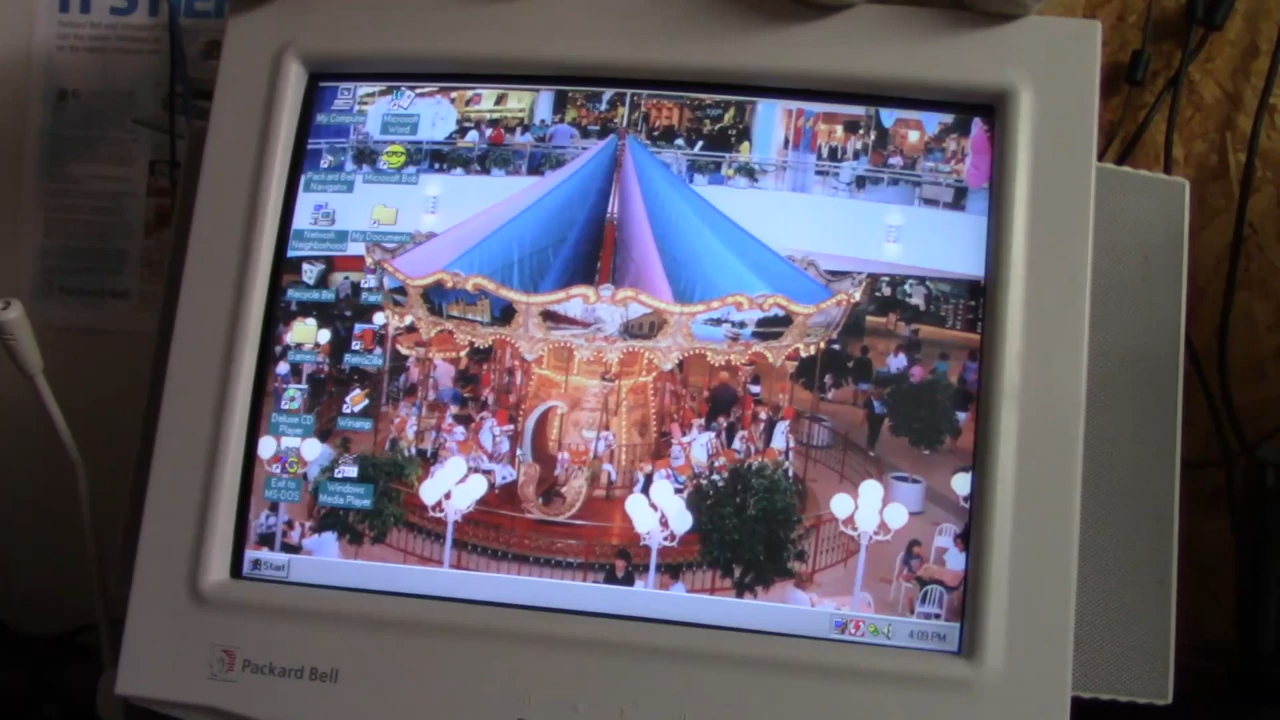 My Computer
Microsoft
Word
Packard Bell
Navigator
Microsoft Bob
Network
Neighborhood
My Documents
Recycle Bin
Paint
Games
RetroZilla
Deluxe CD
Player
Winamp
Exit to
MS-DOS
Windows
Media Player
Start
4:09 PM
Packard Bell